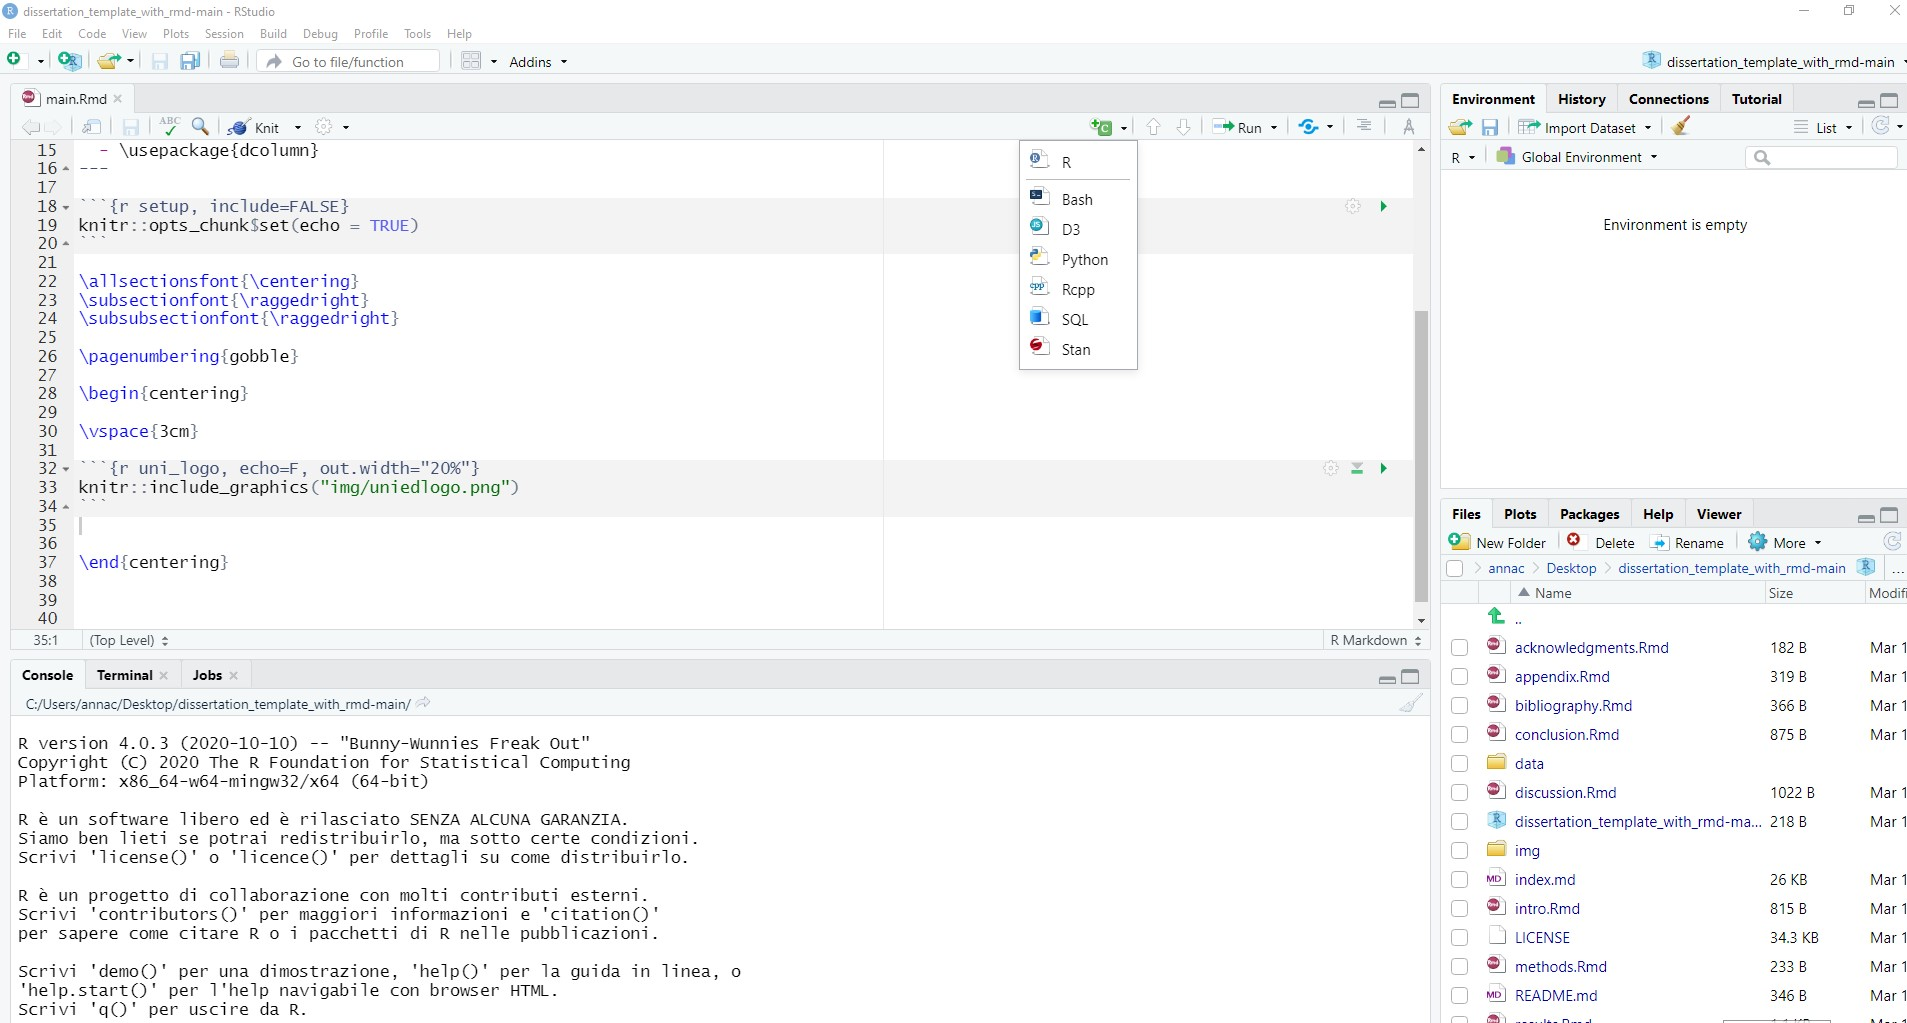 dissertation_template_with_rmd-main - RStudio
File Edit Code View Plots Session Build Debug Profile Tools Help
Go to file/function Addins dissertation_template_with_rmd-main
main.Rmd
ABC Knit Run
15 - \usepackage{dcolumn}
16 ---
17
18 ```{r setup, include=FALSE}
19 knitr::opts_chunk$set(echo = TRUE)
20 ```
21
22 \allsectionsfont{\centering}
23 \subsectionfont{\raggedright}
24 \subsubsectionfont{\raggedright}
25
26 \pagenumbering{gobble}
27
28 \begin{centering}
29
30 \vspace{3cm}
31
32 ```{r uni_logo, echo=F, out.width="20%"}
33 knitr::include_graphics("img/uniedlogo.png")
34 ```
35
36
37 \end{centering}
38
39
40
35:1 (Top Level) R Markdown
R
Bash
D3
Python
Rcpp
SQL
Stan
Console Terminal Jobs
C:/Users/annac/Desktop/dissertation_template_with_rmd-main/
R version 4.0.3 (2020-10-10) -- "Bunny-Wunnies Freak Out"
Copyright (C) 2020 The R Foundation for Statistical Computing
Platform: x86_64-w64-mingw32/x64 (64-bit)
R è un software libero ed è rilasciato SENZA ALCUNA GARANZIA.
Siamo ben lieti se potrai redistribuirlo, ma sotto certe condizioni.
Scrivi 'license()' o 'licence()' per dettagli su come distribuirlo.
R è un progetto di collaborazione con molti contributi esterni.
Scrivi 'contributors()' per maggiori informazioni e 'citation()'
per sapere come citare R o i pacchetti di R nelle pubblicazioni.
Scrivi 'demo()' per una dimostrazione, 'help()' per la guida in linea, o
'help.start()' per l'help navigabile con browser HTML.
Scrivi 'q()' per uscire da R.
Environment History Connections Tutorial
Import Dataset List
R Global Environment
Environment is empty
Files Plots Packages Help Viewer
New Folder Delete Rename More
annac Desktop dissertation_template_with_rmd-main ...
Name Size Modifi
..
acknowledgments.Rmd 182 B Mar 1
appendix.Rmd 319 B Mar 1
bibliography.Rmd 366 B Mar 1
conclusion.Rmd 875 B Mar 1
data
discussion.Rmd 1022 B Mar 1
dissertation_template_with_rmd-ma... 218 B Mar 1
img
index.md 26 KB Mar 1
intro.Rmd 815 B Mar 1
LICENSE 34.3 KB Mar 1
methods.Rmd 233 B Mar 1
README.md 346 B Mar 1